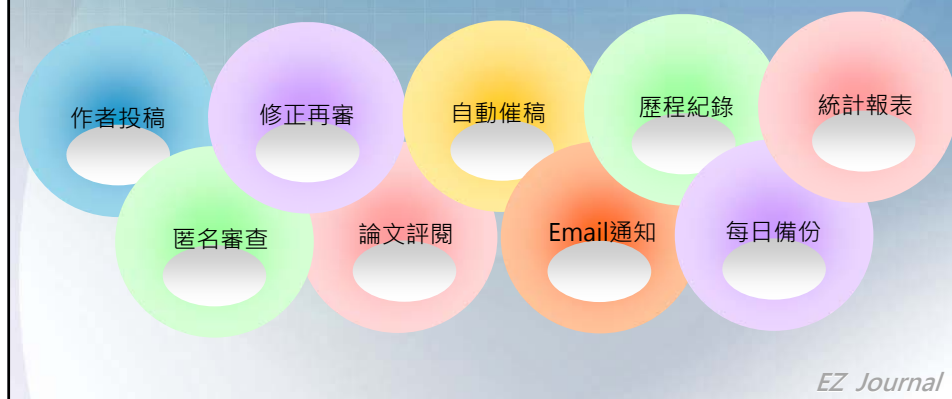 作者投稿
修正再審
自動催稿
歷程紀錄
統計報表
匿名審查
論文評閱
Email通知
每日備份
EZ Journal